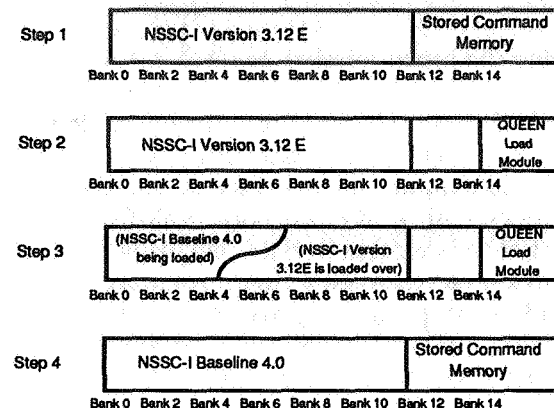 Step 1
NSSC-I Version 3.12 E
Stored Command
Memory
Bank 0 Bank 2 Bank 4 Bank 6 Bank 8 Bank 10 Bank 12 Bank 14
Step 2
NSSC-I Version 3.12 E
QUEEN
Load
Module
Bank 0 Bank 2 Bank 4 Bank 6 Bank 8 Bank 10 Bank 12 Bank 14
Step 3
(NSSC-I Baseline 4.0
being loaded)
(NSSC-I Version
3.12E is loaded over)
QUEEN
Load
Module
Bank 0 Bank 2 Bank 4 Bank 6 Bank 8 Bank 10 Bank 12 Bank 14
Step 4
NSSC-I Baseline 4.0
Stored Command
Memory
Bank 0 Bank 2 Bank 4 Bank 6 Bank 8 Bank 10 Bank 12 Bank 14